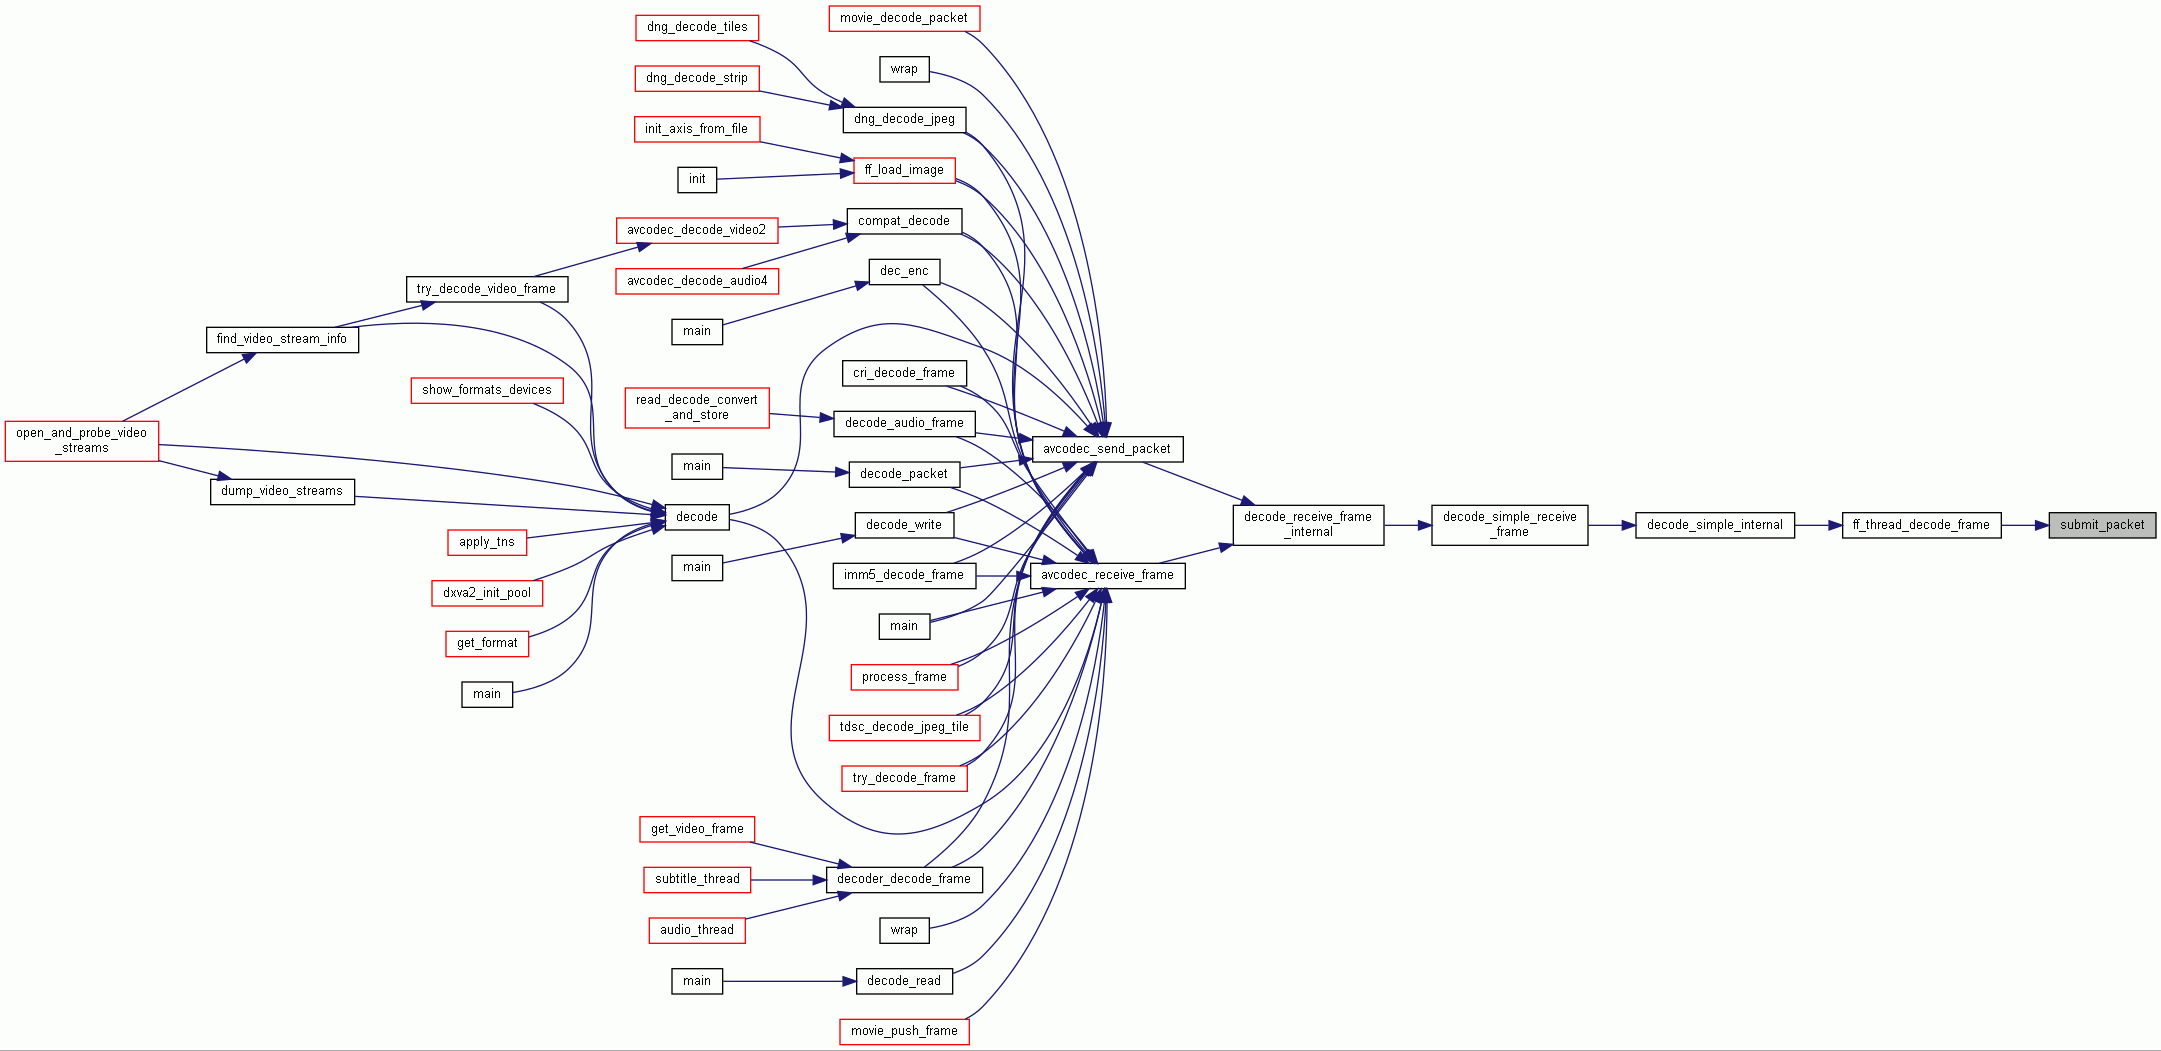 movie_decode_packet
dng_decode_tiles
wrap
dng_decode_strip
dng_decode_jpeg
init_axis_from_file
ff_load_image
init
compat_decode
avcodec_decode_video2
dec_enc
avcodec_decode_audio4
try_decode_video_frame
main
find_video_stream_info
cri_decode_frame
show_formats_devices
read_decode_convert
_and_store
decode_audio_frame
open_and_probe_video
_streams
avcodec_send_packet
main
decode_packet
dump_video_streams
decode
decode_write
decode_receive_frame
_internal
decode_simple_receive
_frame
decode_simple_internal
ff_thread_decode_frame
submit_packet
apply_tns
main
imm5_decode_frame
avcodec_receive_frame
dxva2_init_pool
main
get_format
process_frame
main
tdsc_decode_jpeg_tile
try_decode_frame
get_video_frame
subtitle_thread
decoder_decode_frame
audio_thread
wrap
main
decode_read
movie_push_frame